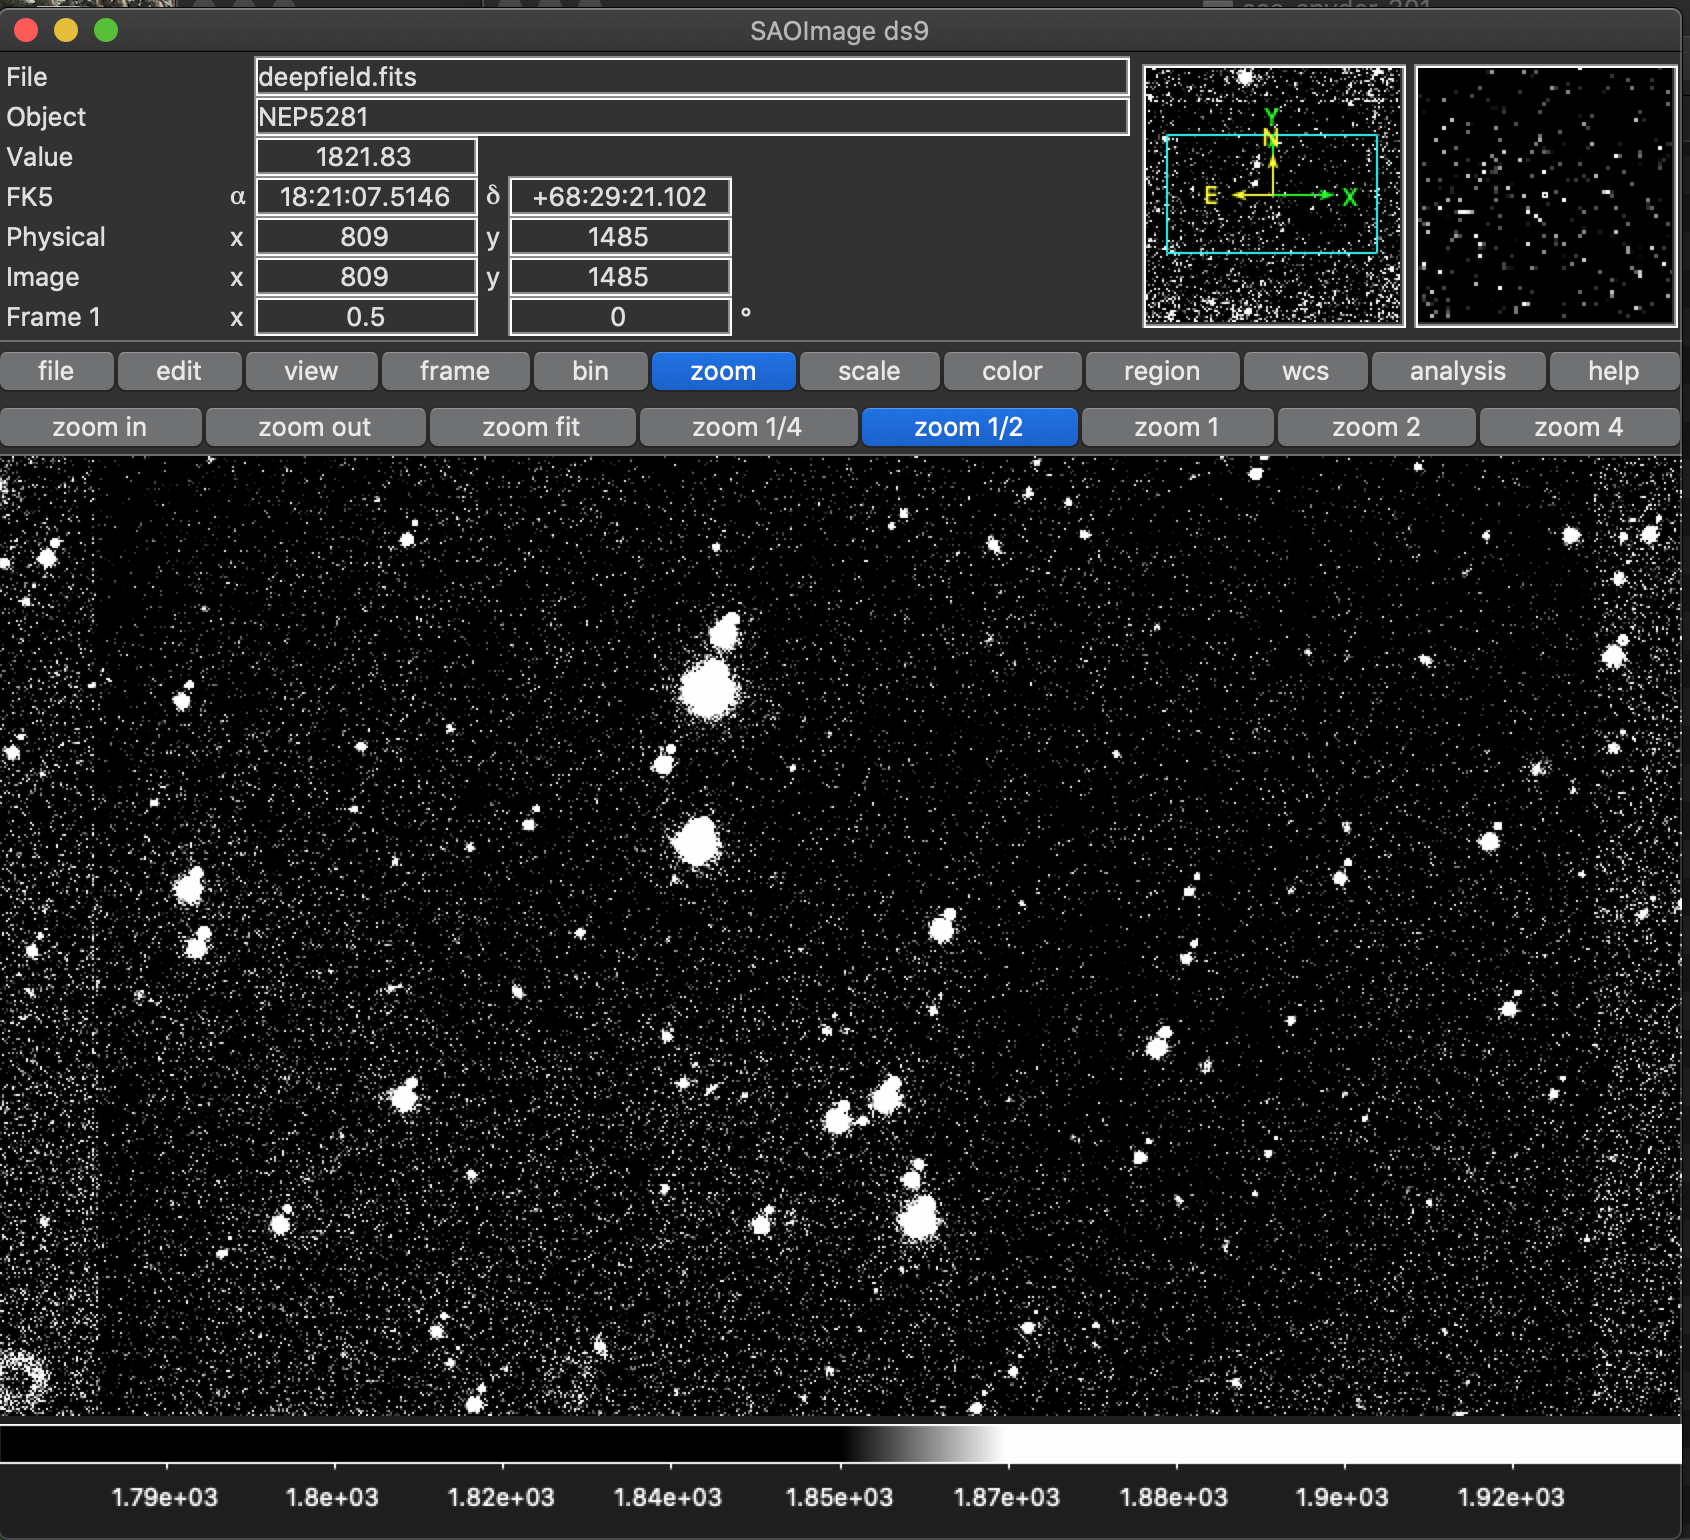 SAOImage ds9
File deepfield.fits
Object NEP5281
Value 1821.83
FK5 α 18:21:07.5146 δ +68:29:21.102
Physical x 809 y 1485
Image x 809 y 1485
Frame 1 x 0.5 0 °
Y
N
E X
file edit view frame bin zoom scale color region wcs analysis help
zoom in zoom out zoom fit zoom 1/4 zoom 1/2 zoom 1 zoom 2 zoom 4
1.79e+03 1.8e+03 1.82e+03 1.84e+03 1.85e+03 1.87e+03 1.88e+03 1.9e+03 1.92e+03